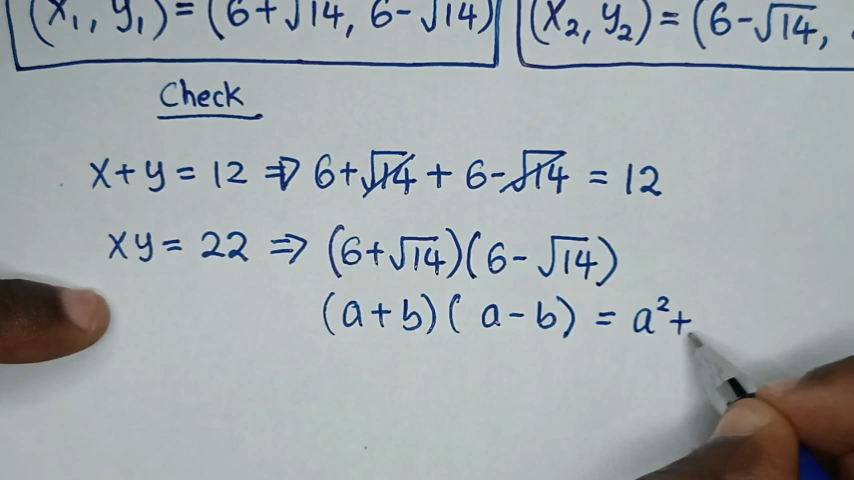 (x₁, y₁) = (6+√14, 6-√14) (x₂, y₂) = (6-√14,
Check
x+y = 12 ⇒ 6+√14 + 6-√14 = 12
xy = 22 ⇒ (6+√14)(6-√14)
(a+b)(a-b) = a²+